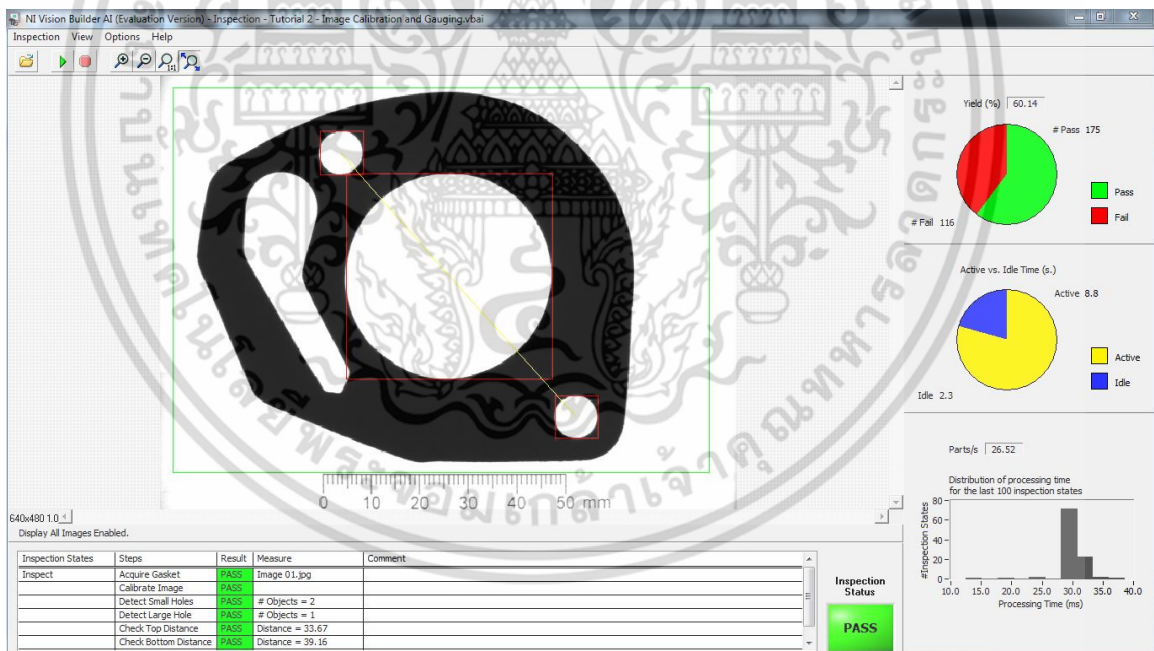 NI Vision Builder AI (Evaluation Version) - Inspection - Tutorial 2 - Image Calibration and Gauging.vbai
Inspection View Options Help
1:1
Yield (%) 60.14
# Pass 175
Pass
Fail
# Fail 116
Active vs. Idle Time (s.)
Active 8.8
Active
Idle
Idle 2.3
Parts/s 26.52
Distribution of processing time
for the last 100 inspection states
#Inspection States
80
60
40
20
0
10.0 15.0 20.0 25.0 30.0 35.0 40.0
Processing Time (ms)
0 10 20 30 40 50 mm
640x480 1.0
Display All Images Enabled.
Inspection States Steps Result Measure Comment
Inspect Acquire Gasket PASS Image 01.jpg
Calibrate Image PASS
Detect Small Holes PASS # Objects = 2
Detect Large Hole PASS # Objects = 1
Check Top Distance PASS Distance = 33.67
Check Bottom Distance PASS Distance = 39.16
Inspection
Status
PASS